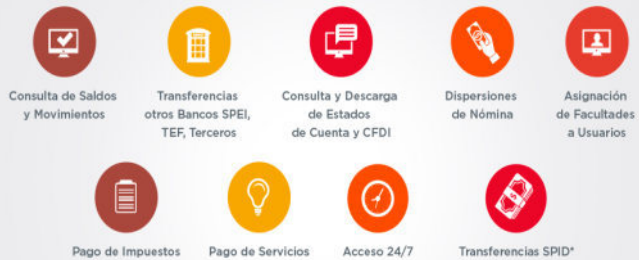 Consulta de Saldos
y Movimientos
Transferencias
otros Bancos SPEI,
TEF, Terceros
Consulta y Descarga
de Estados
de Cuenta y CFDI
Dispersiones
de Nómina
Asignación
de Facultades
a Usuarios
Pago de Impuestos
Pago de Servicios
Acceso 24/7
Transferencias SPID*